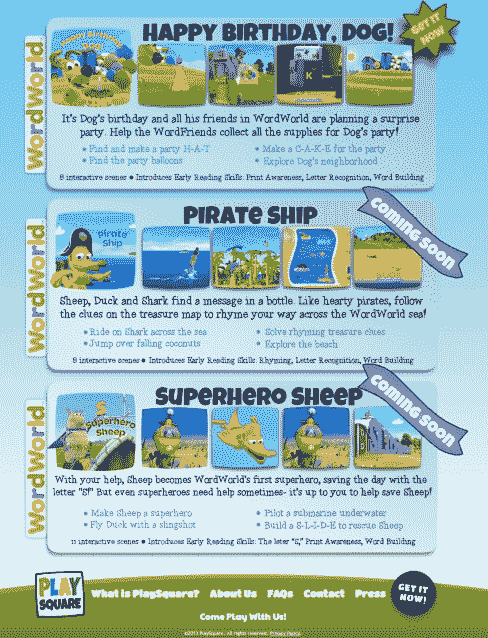 HAPPY BIRTHDAY, DOG!
GET IT NOW
WordWorld
It's Dog's birthday and all his friends in WordWorld are planning a surprise
party. Help the WordFriends collect all the supplies for Dog's party!
• Find and make a party H-A-T
• Make a C-A-K-E for the party
• Find the party balloons
• Explore Dog's neighborhood
8 interactive scenes • Introduces Early Reading Skills: Print Awareness, Letter Recognition, Word Building
PIRATE SHIP
COMING SOON
WordWorld
Pirate Ship
Sheep, Duck and Shark find a message in a bottle. Like hearty pirates, follow
the clues on the treasure map to rhyme your way across the WordWorld sea!
• Ride on Shark across the sea
• Solve rhyming treasure clues
• Jump over falling coconuts
• Explore the beach
9 interactive scenes • Introduces Early Reading Skills: Rhyming, Letter Recognition, Word Building
SUPERHERO SHEEP
COMING SOON
WordWorld
Superhero Sheep
With your help, Sheep becomes WordWorld's first superhero, saving the day with the
letter "S!" But even superheroes need help sometimes- it's up to you to help save Sheep!
• Make Sheep a superhero
• Pilot a submarine underwater
• Fly Duck with a slingshot
• Build a S-L-I-D-E to rescue Sheep
11 interactive scenes • Introduces Early Reading Skills: The leter "S," Print Awareness, Word Building
PLAY SQUARE
What is PlaySquare? About Us FAQs Contact Press
GET IT NOW!
Come Play With Us!
©2013 PlaySquare. All rights reserved. Privacy Policy